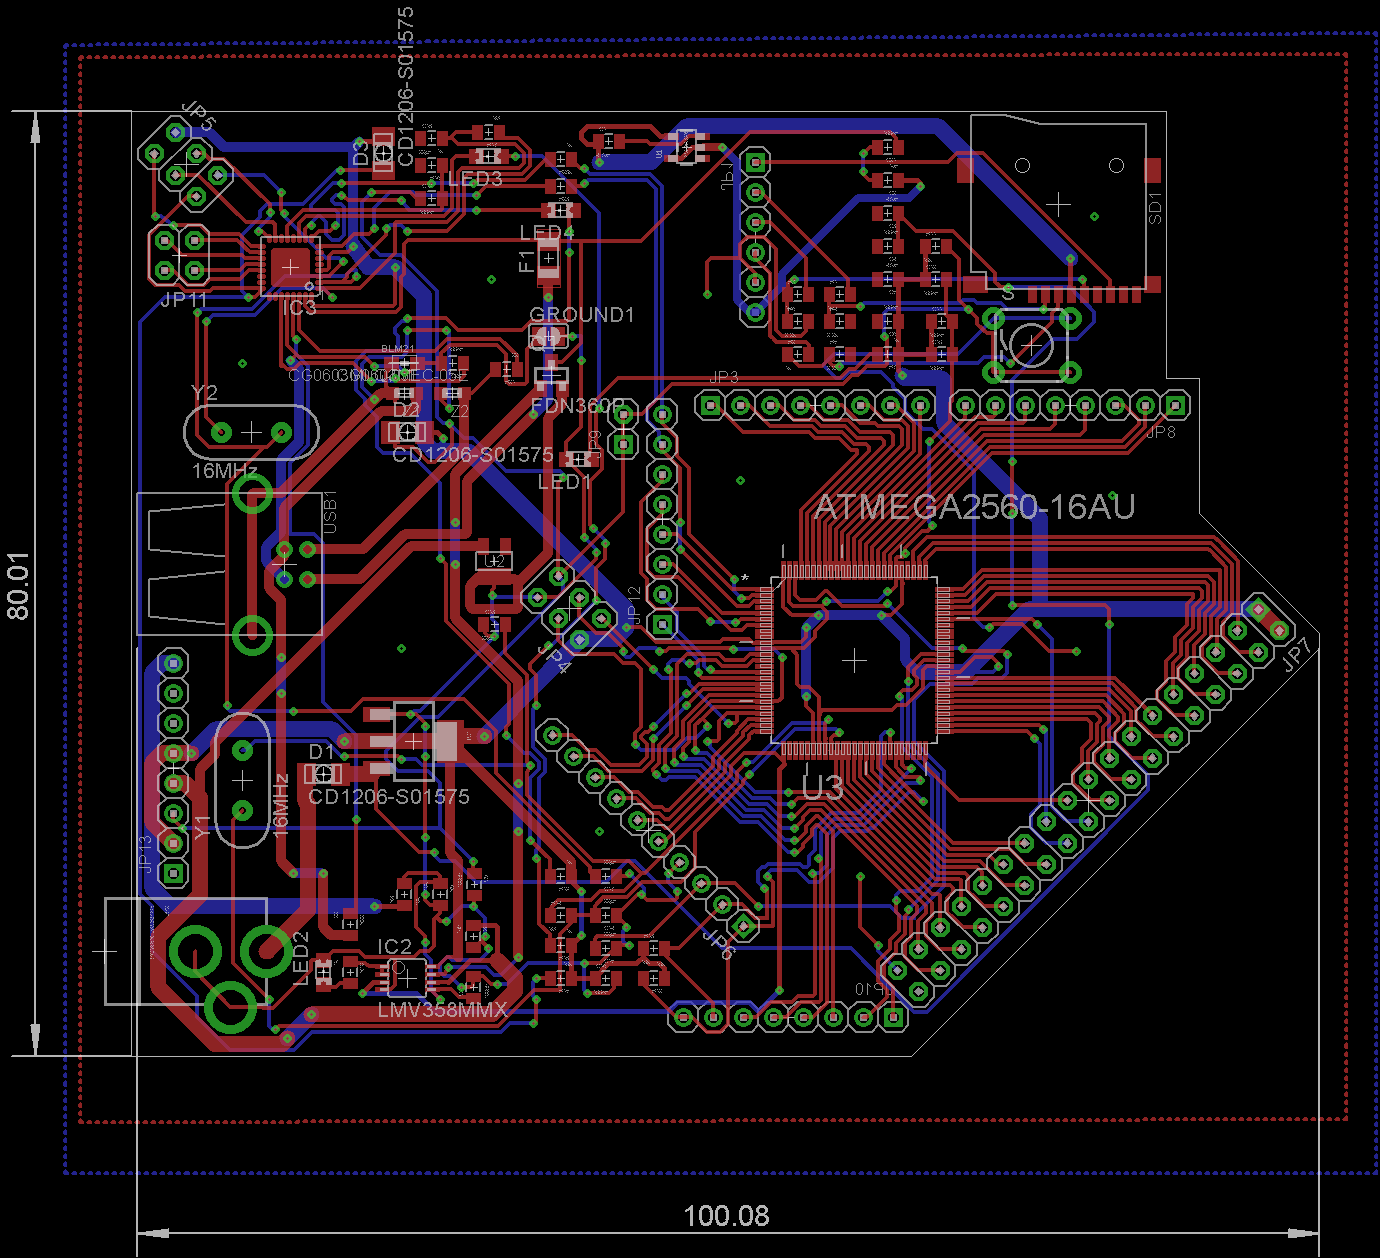 CD1206-S01575
JP5
D3
LED3
U1
JP1
SD1
LED4
F1
JP11
IC3
S
GROUND1
BLM21
Y2
D2
Z2
FDN360P
JP3
JP8
JP9
16MHz
CD1206-S01575
LED1
USB1
ATMEGA2560-16AU
U2
*
80.01
JP12
JP4
JP7
D1
CD1206-S01575
U3
16MHz
Y1
JP13
JP6
LED2
IC2
LMV358MMX
100.08